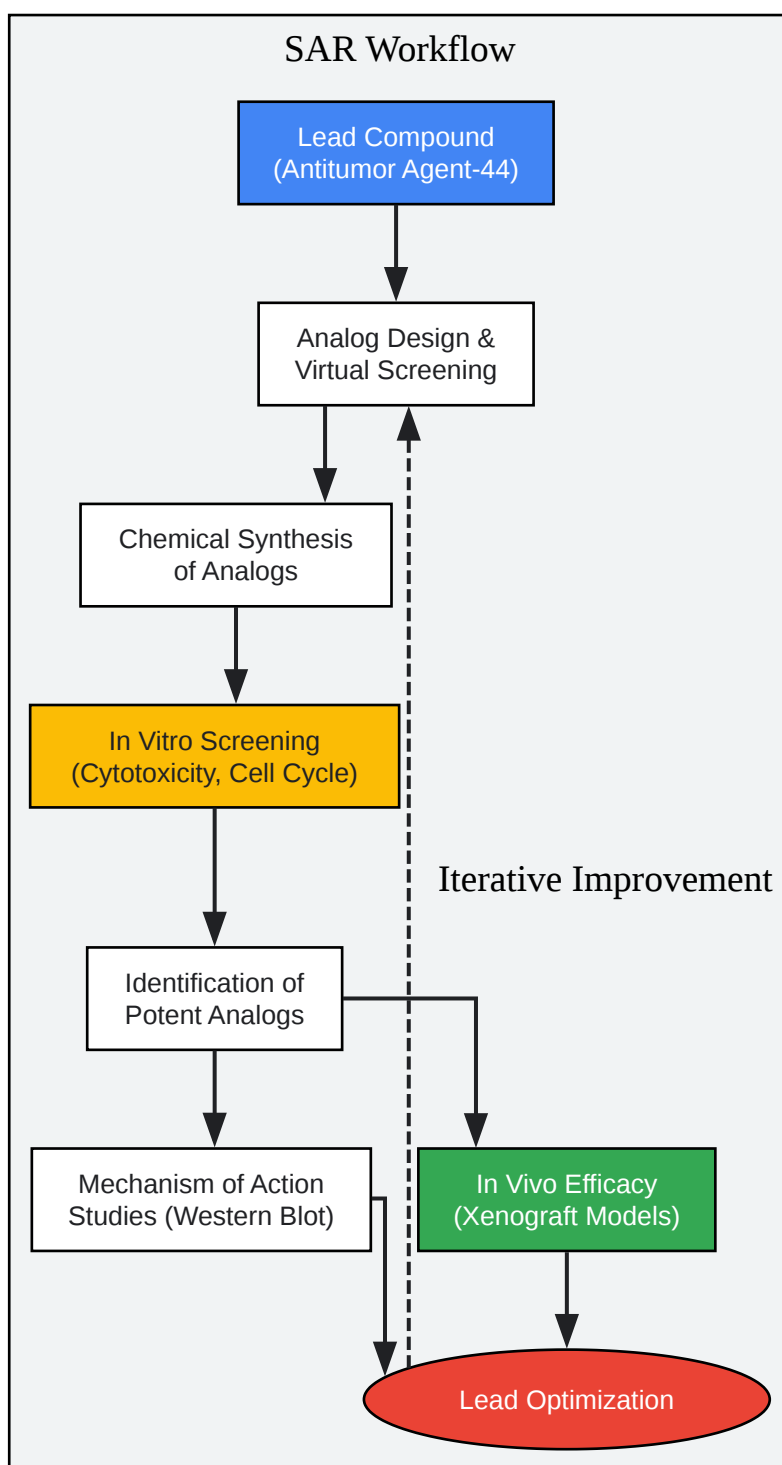 SAR Workflow
Lead Compound
(Antitumor Agent-44)
Analog Design &
Virtual Screening
Chemical Synthesis
of Analogs
In Vitro Screening
(Cytotoxicity, Cell Cycle)
Iterative Improvement
Identification of
Potent Analogs
Mechanism of Action
Studies (Western Blot)
In Vivo Efficacy
(Xenograft Models)
Lead Optimization